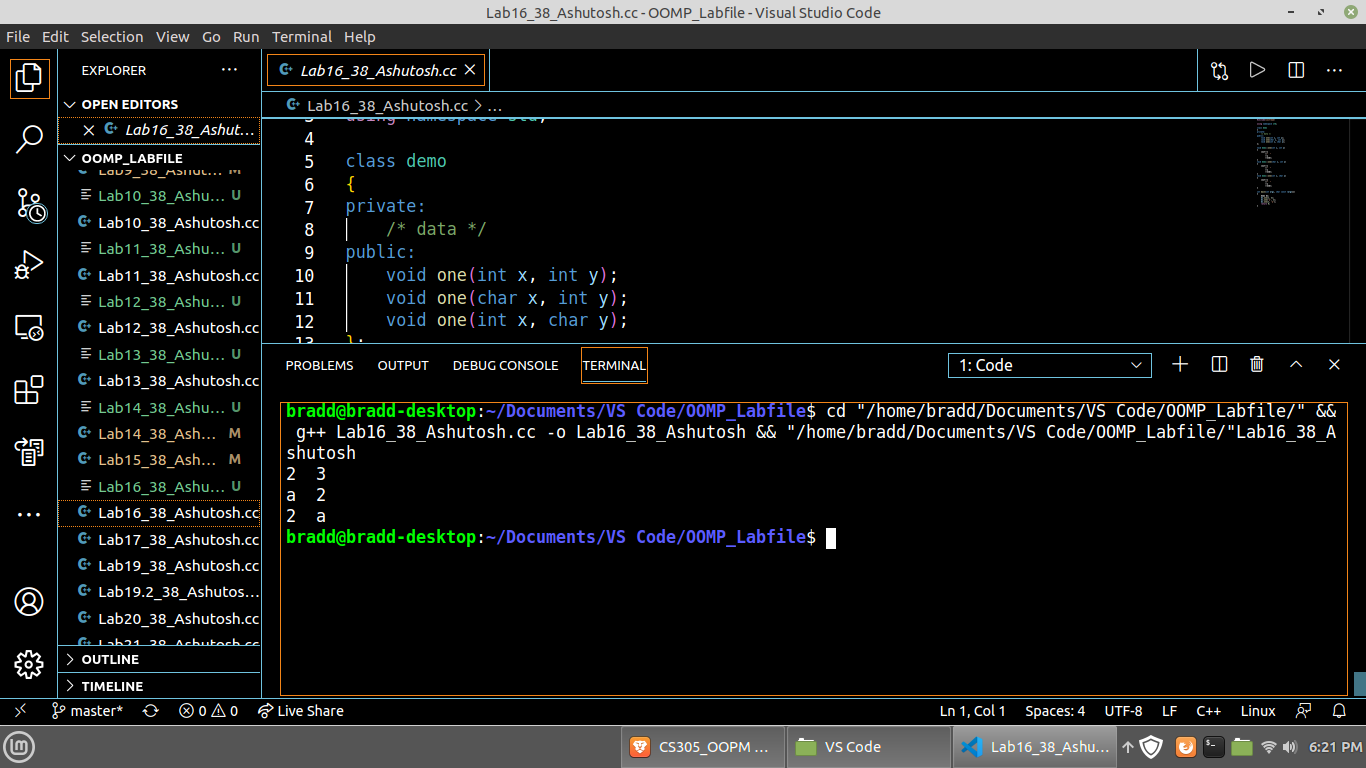 Lab16_38_Ashutosh.cc - OOMP_Labfile - Visual Studio Code
File Edit Selection View Go Run Terminal Help
EXPLORER
OPEN EDITORS
Lab16_38_Ashut...
OOMP_LABFILE
Lab9_38_Ashut... M
Lab10_38_Ashu... U
Lab10_38_Ashutosh.cc
Lab11_38_Ashu... U
Lab11_38_Ashutosh.cc
Lab12_38_Ashu... U
Lab12_38_Ashutosh.cc
Lab13_38_Ashu... U
Lab13_38_Ashutosh.cc
Lab14_38_Ashu... U
Lab14_38_Ash... M
Lab15_38_Ash... M
Lab16_38_Ashu... U
Lab16_38_Ashutosh.cc
Lab17_38_Ashutosh.cc
Lab19_38_Ashutosh.cc
Lab19.2_38_Ashutos...
Lab20_38_Ashutosh.cc
Lab21_38_Ashutosh.cc
OUTLINE
TIMELINE
Lab16_38_Ashutosh.cc
Lab16_38_Ashutosh.cc > ...
3 using namespace std;
4
5 class demo
6 {
7 private:
8 /* data */
9 public:
10 void one(int x, int y);
11 void one(char x, int y);
12 void one(int x, char y);
13 };
PROBLEMS OUTPUT DEBUG CONSOLE TERMINAL 1: Code
bradd@bradd-desktop:~/Documents/VS Code/OOMP_Labfile$ cd "/home/bradd/Documents/VS Code/OOMP_Labfile/" &&
g++ Lab16_38_Ashutosh.cc -o Lab16_38_Ashutosh && "/home/bradd/Documents/VS Code/OOMP_Labfile/"Lab16_38_A
shutosh
2 3
a 2
2 a
bradd@bradd-desktop:~/Documents/VS Code/OOMP_Labfile$
master* 0 0 Live Share Ln 1, Col 1 Spaces: 4 UTF-8 LF C++ Linux
CS305_OOPM ... VS Code Lab16_38_Ashu... 6:21 PM